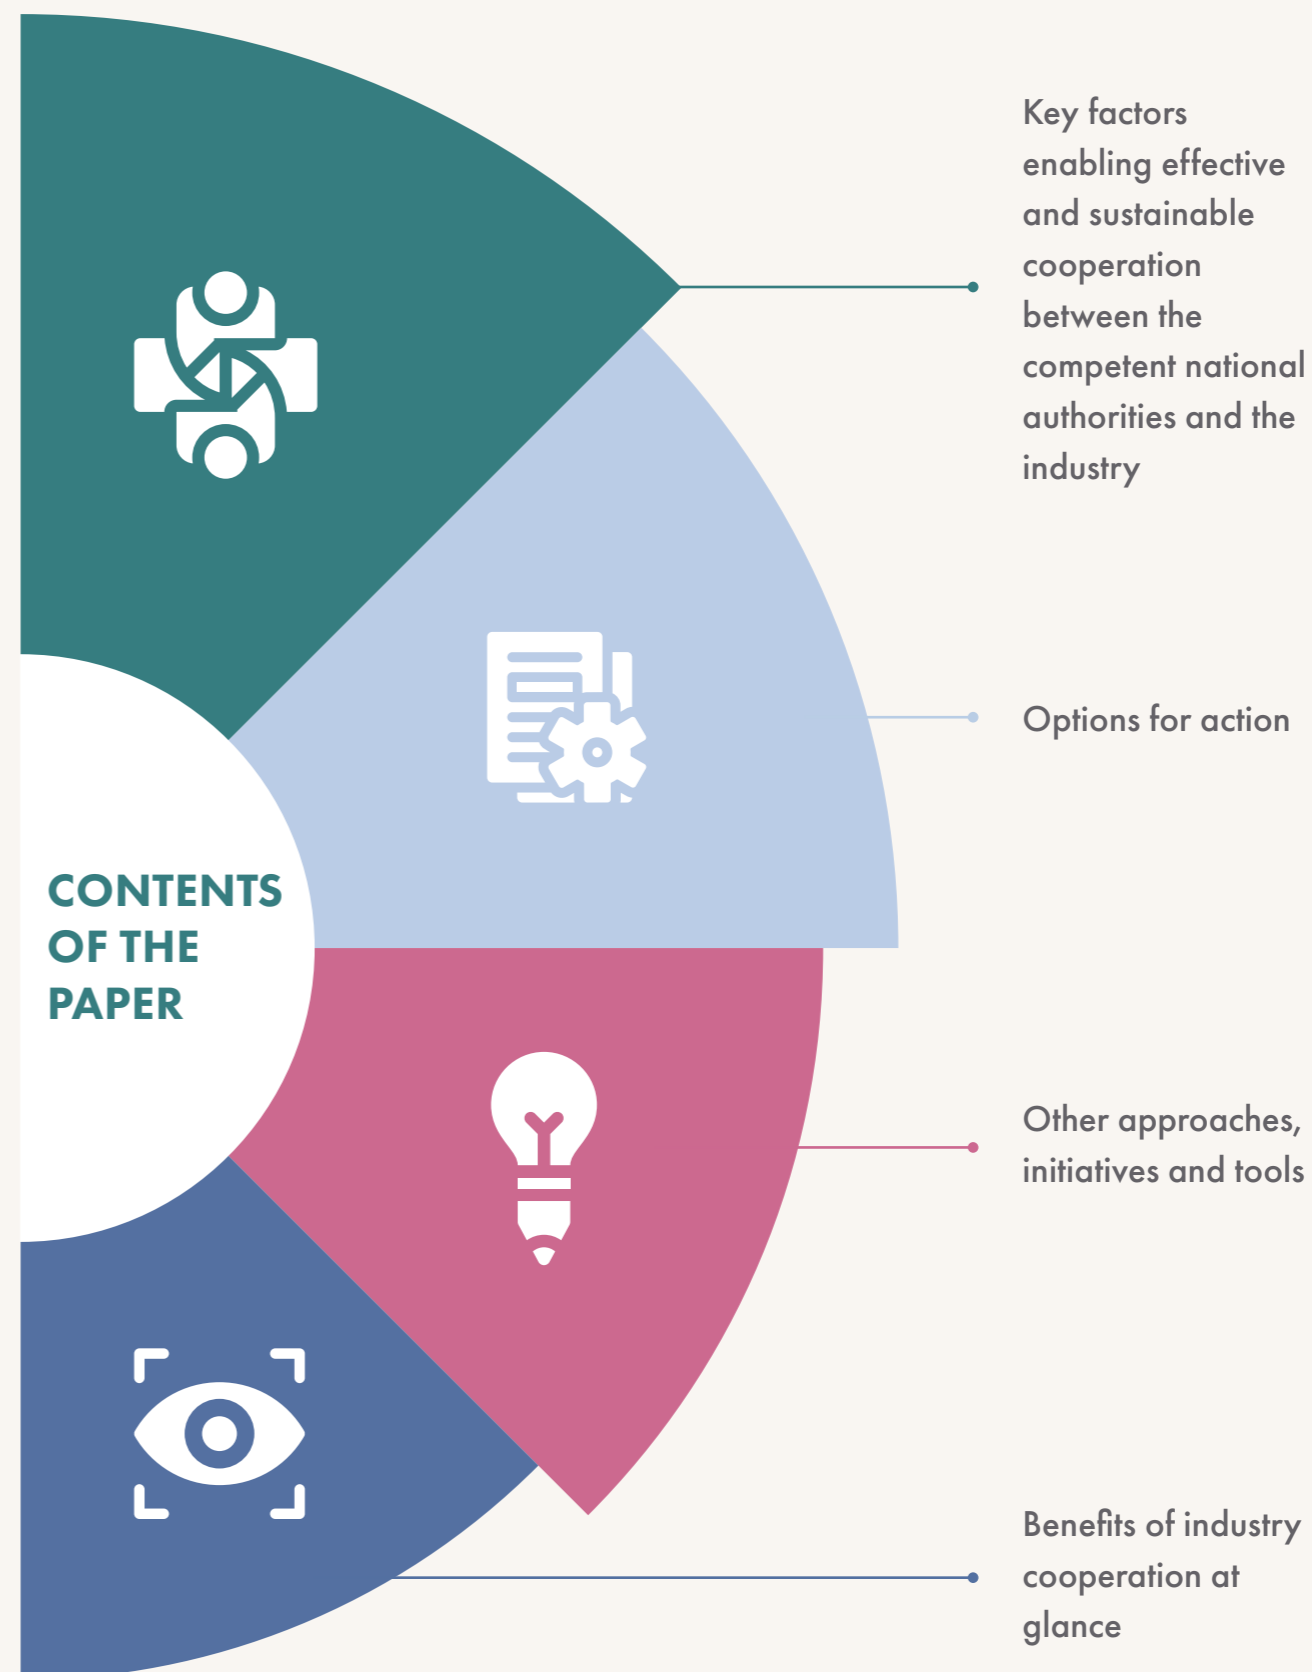 CONTENTS
OF THE
PAPER
Key factors
enabling effective
and sustainable
cooperation
between the
competent national
authorities and the
industry
Options for action
Other approaches,
initiatives and tools
Benefits of industry
cooperation at
glance